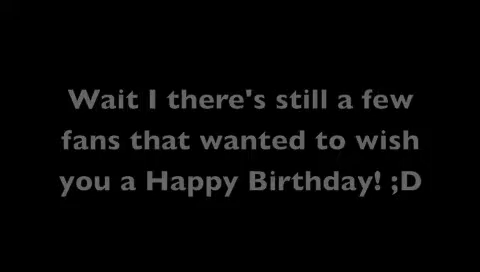 Wait I there's still a few
fans that wanted to wish
you a Happy Birthday! ;D